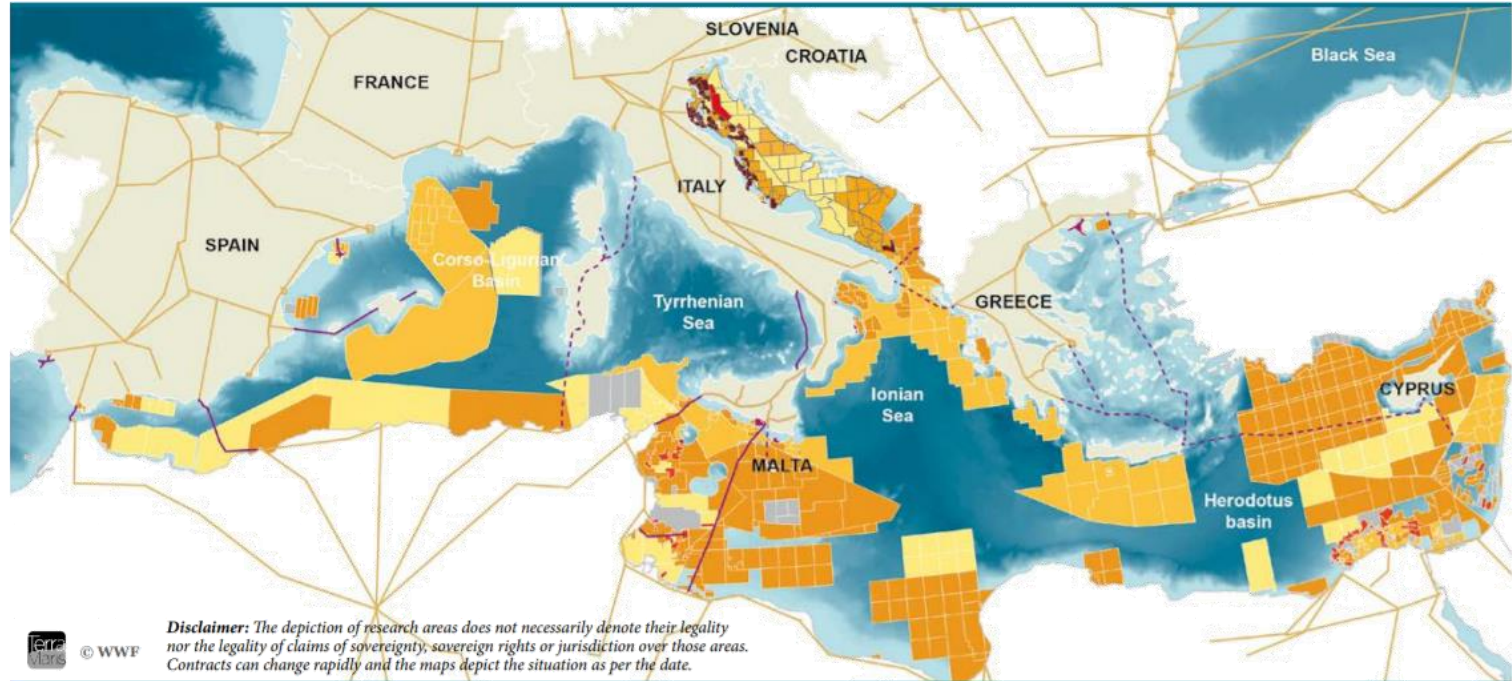 SLOVENIA
CROATIA
Black Sea
FRANCE
ITALY
SPAIN
Corso-Ligurian
Basin
Tyrrhenian
Sea
GREECE
CYPRUS
Ionian
Sea
MALTA
Herodotus
basin
Terra
Maris
© WWF
Disclaimer: The depiction of research areas does not necessarily denote their legality
nor the legality of claims of sovereignty, sovereign rights or jurisdiction over those areas.
Contracts can change rapidly and the maps depict the situation as per the date.